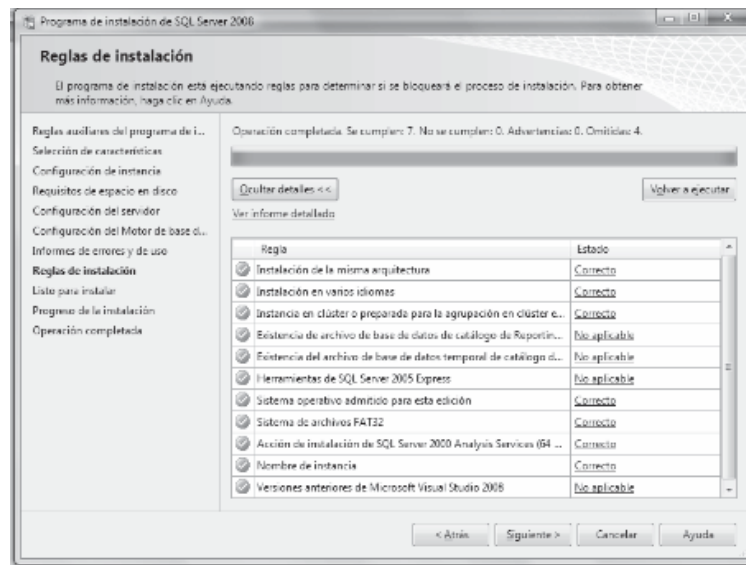 Programa de instalación de SQL Server 2008
Reglas de instalación
El programa de instalación está ejecutando reglas para determinar si se bloqueará el proceso de instalación. Para obtener
más información, haga clic en Ayuda.
Reglas auxiliares del programa de i...
Selección de características
Configuración de instancia
Requisitos de espacio en disco
Configuración del servidor
Configuración del Motor de base d...
Informes de errores y de uso
Reglas de instalación
Listo para instalar
Progreso de la instalación
Operación completada
Operación completada. Se cumplen: 7. No se cumplen: 0. Advertencias: 0. Omitidas: 4.
Ocultar detalles <<
Volver a ejecutar
Ver informe detallado
Regla Estado
Instalación de la misma arquitectura Correcto
Instalación en varios idiomas Correcto
Instancia en clúster o preparada para la agrupación en clúster e... Correcto
Existencia de archivo de base de datos de catálogo de Reportin... No aplicable
Existencia del archivo de base de datos temporal de catálogo d... No aplicable
Herramientas de SQL Server 2005 Express No aplicable
Sistema operativo admitido para esta edición Correcto
Sistema de archivos FAT32 Correcto
Acción de instalación de SQL Server 2000 Analysis Services (64 ... Correcto
Nombre de instancia Correcto
Versiones anteriores de Microsoft Visual Studio 2008 No aplicable
< Atrás Siguiente > Cancelar Ayuda